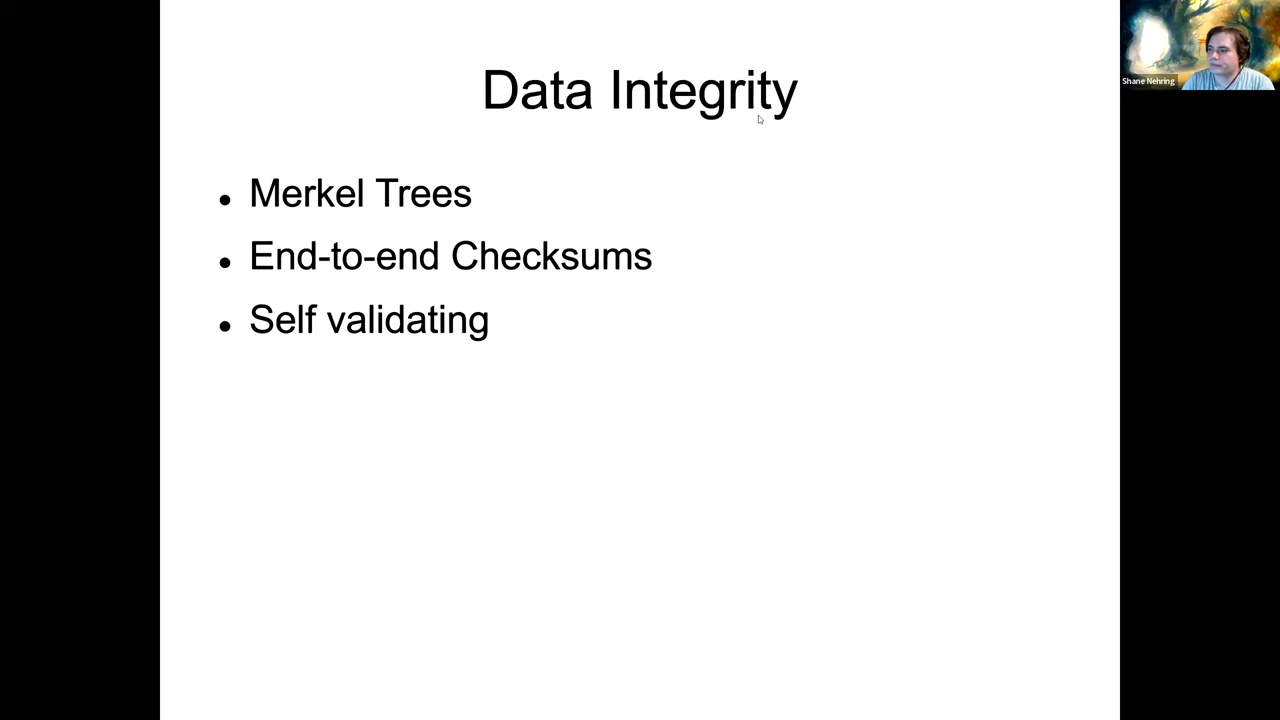 Data Integrity
Merkel Trees
End-to-end Checksums
Self validating
Shane Nehring